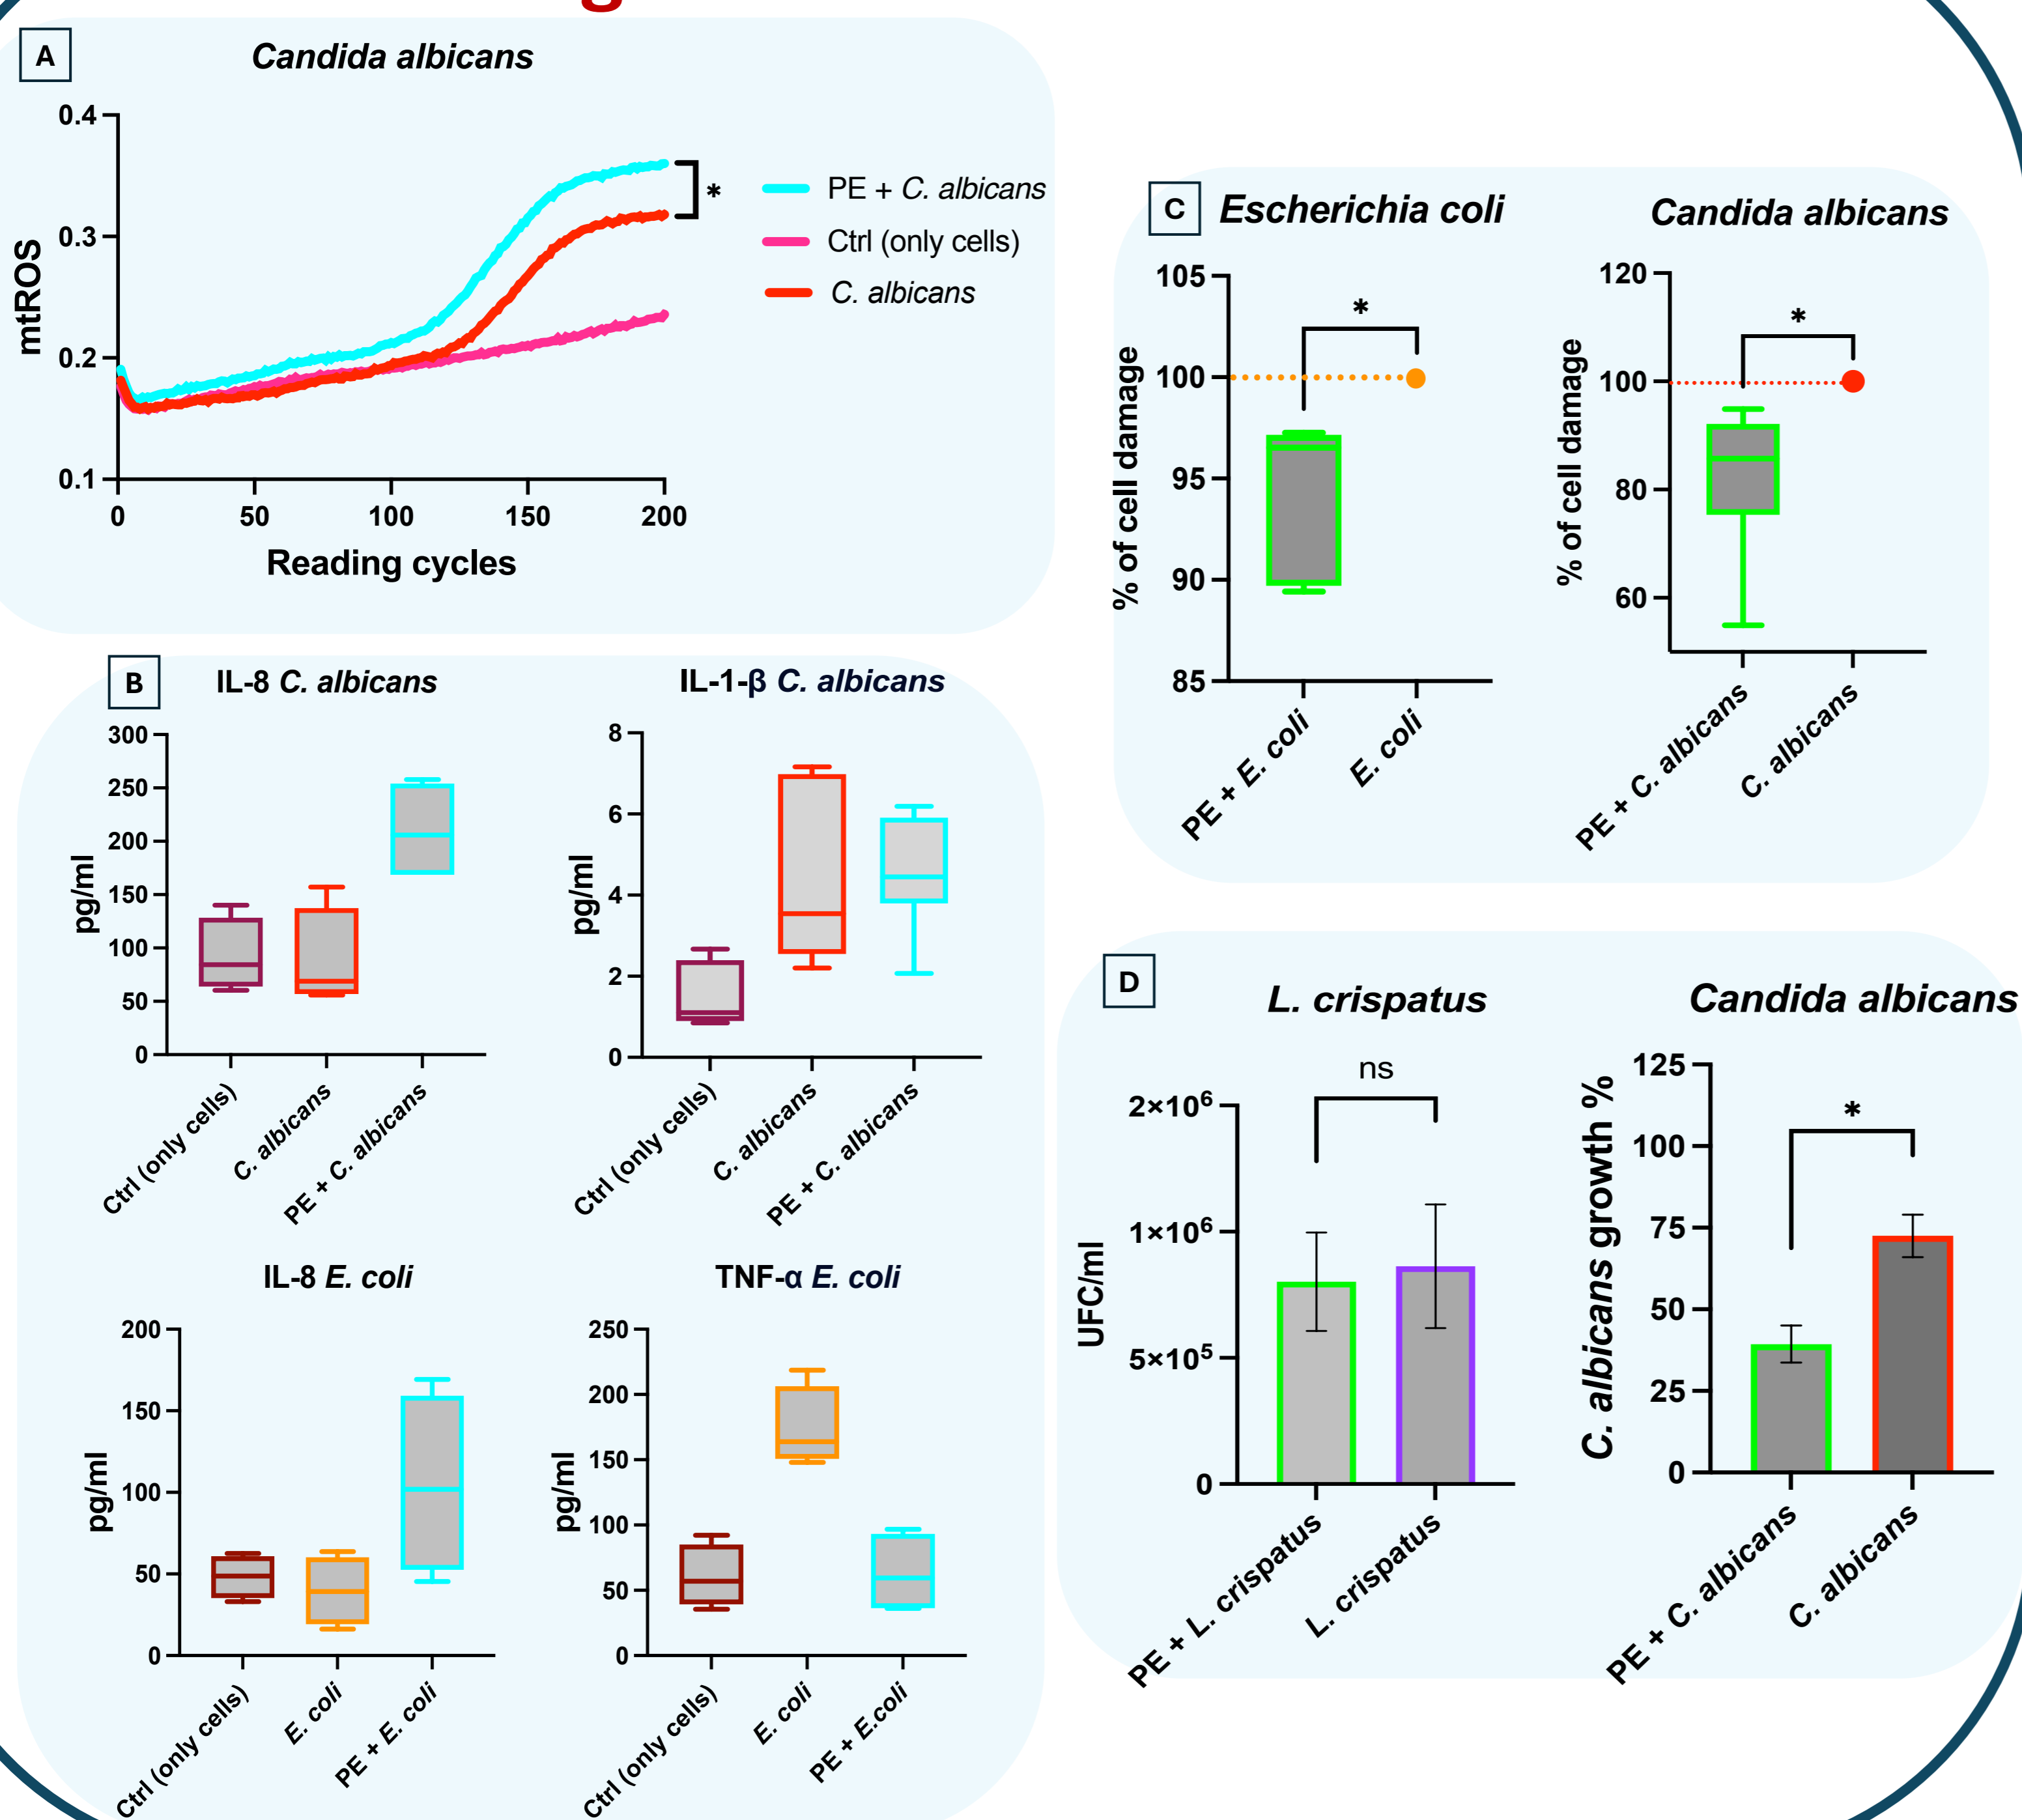 g
A
Candida albicans
0.4
0.3
0.2
0.1
mtROS
0
50
100
150
200
Reading cycles
*
PE + C. albicans
Ctrl (only cells)
C. albicans
B
IL-8 C. albicans
300
250
200
150
100
50
0
pg/ml
Ctrl (only cells)
C. albicans
PE + C. albicans
IL-1-β C. albicans
8
6
4
2
0
pg/ml
Ctrl (only cells)
C. albicans
PE + C. albicans
IL-8 E. coli
200
150
100
50
0
pg/ml
Ctrl (only cells)
E. coli
PE + E. coli
TNF-α E. coli
250
200
150
100
50
0
pg/ml
Ctrl (only cells)
E. coli
PE + E.coli
C
Escherichia coli
105
100
95
90
85
% of cell damage
*
PE + E. coli
E. coli
Candida albicans
120
100
80
60
% of cell damage
*
PE + C. albicans
C. albicans
D
L. crispatus
ns
2×10⁶
1×10⁶
5×10⁵
0
UFC/ml
PE + L. crispatus
L. crispatus
Candida albicans
125
100
75
50
25
0
C. albicans growth %
*
PE + C. albicans
C. albicans